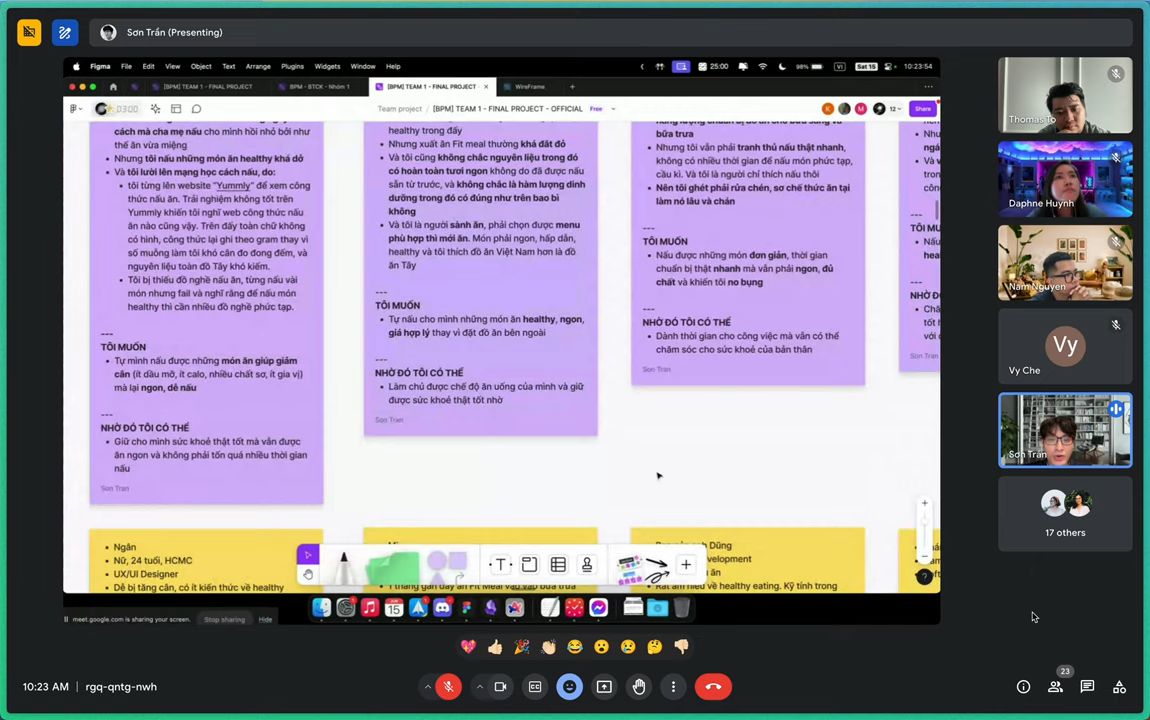 Sơn Trần (Presenting)
Figma File Edit View Object Text Arrange Plugins Widgets Window Help
25:00 98% VI Sat 15 10:23:54
[BPM] TEAM 1 - FINAL PROJECT
BPM - BTCK - Nhóm 1
[BPM] TEAM 1 - FINAL PROJECT -
WireFrame
03:00
Team project / [BPM] TEAM 1 - FINAL PROJECT - OFFICIAL Free
K M 12 Share
cách mà cha mẹ nấu cho mình hồi nhỏ bởi như
thế ăn vừa miệng
Nhưng tôi nấu những món ăn healthy khá dở
Và tôi lười lên mạng học cách nấu, do:
tôi từng lên website "Yummly" để xem công
thức nấu ăn. Trải nghiệm không tốt trên
Yummly khiến tôi nghĩ web công thức nấu
ăn nào cũng vậy. Trên đấy toàn chữ không
có hình, công thức lại ghi theo gram thay vì
số muỗng làm tôi khó cân đo đong đếm, và
nguyên liệu toàn đồ Tây khó kiếm.
Tôi bị thiếu đồ nghề nấu ăn, từng nấu vài
món nhưng fail và nghĩ rằng để nấu món
healthy thì cần nhiều đồ nghề phức tạp.
---
TÔI MUỐN
Tự mình nấu được những món ăn giúp giảm
cân (ít dầu mỡ, ít calo, nhiều chất sơ, ít gia vị)
mà lại ngon, dễ nấu
---
NHỜ ĐÓ TÔI CÓ THỂ
Giữ cho mình sức khoẻ thật tốt mà vẫn được
ăn ngon và không phải tốn quá nhiều thời gian
nấu
Son Tran
healthy trong đấy
Nhưng xuất ăn Fit meal thường khá đắt đỏ
Và tôi cũng không chắc nguyên liệu trong đó
có hoàn toàn tươi ngon không do đã được nấu
sẵn từ trước, và không chắc là hàm lượng dinh
dưỡng trong đó có đúng như trên bao bì
không
Và tôi là người sành ăn, phải chọn được menu
phù hợp thì mới ăn. Món phải ngon, hấp dẫn,
healthy và tôi thích đồ ăn Việt Nam hơn là đồ
ăn Tây
---
TÔI MUỐN
Tự nấu cho mình những món ăn healthy, ngon,
giá hợp lý thay vì đặt đồ ăn bên ngoài
---
NHỜ ĐÓ TÔI CÓ THỂ
Làm chủ được chế độ ăn uống của mình và giữ
được sức khoẻ thật tốt nhờ
Son Tran
bữa trưa
Nhưng tôi vẫn phải tranh thủ nấu thật nhanh,
không có nhiều thời gian để nấu món phức tạp,
cầu kì. Và tôi là người chỉ thích nấu thôi
Nên tôi ghét phải rửa chén, sơ chế thức ăn tại
làm nó lâu và chán
---
TÔI MUỐN
Nấu được những món đơn giản, thời gian
chuẩn bị thật nhanh mà vẫn phải ngon, đủ
chất và khiến tôi no bụng
---
NHỜ ĐÓ TÔI CÓ THỂ
Dành thời gian cho công việc mà vẫn có thể
chăm sóc cho sức khoẻ của bản thân
Son Tran
Ngân
Nữ, 24 tuổi, HCMC
UX/UI Designer
Dễ bị tăng cân, có ít kiến thức về healthy
T
meet.google.com is sharing your screen. Stop sharing Hide
Thomas To
Daphne Huynh
Nam Nguyen
Vy
Vy Che
Sơn Trần
17 others
10:23 AM rgq-qntg-nwh
CC
23